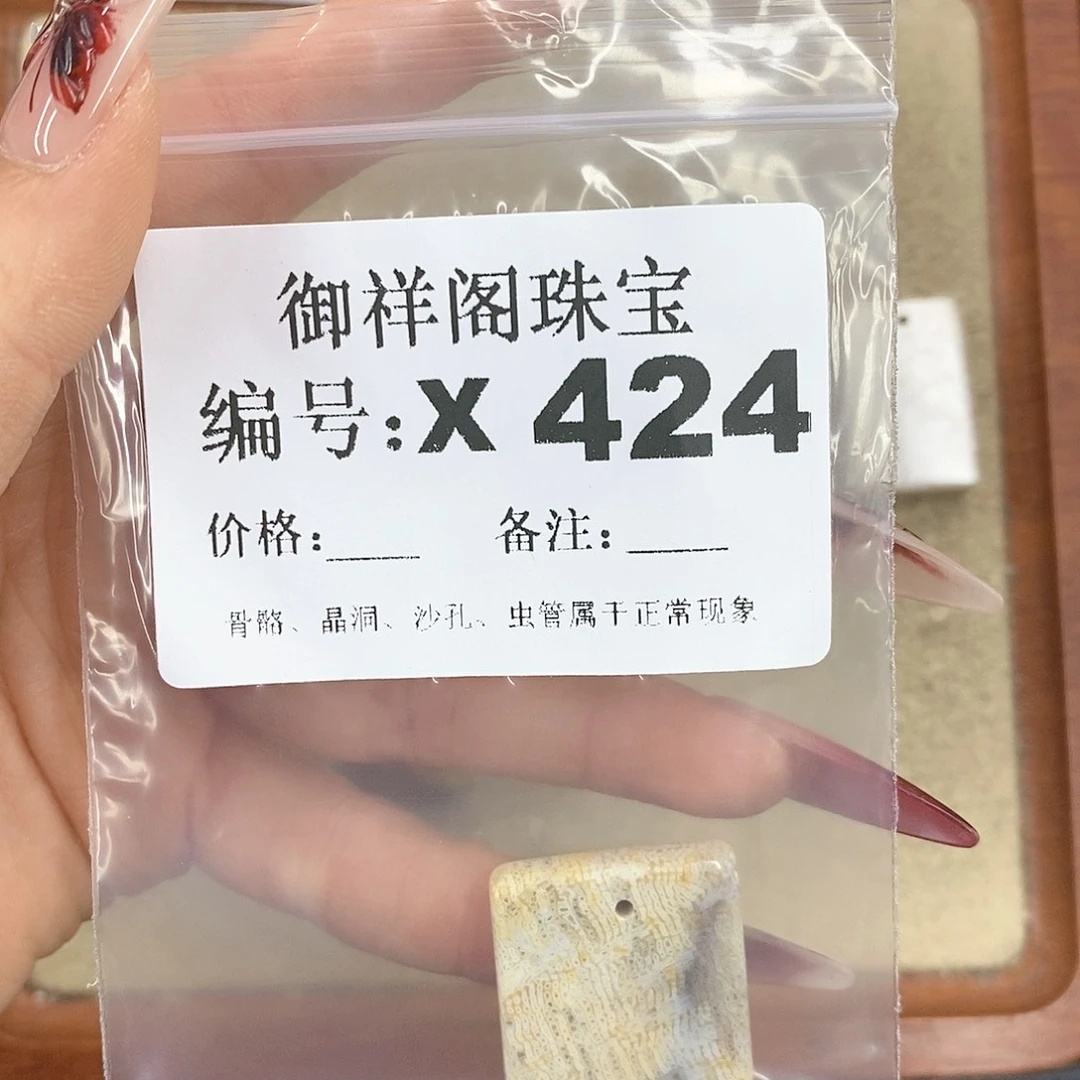 御祥阁珠宝
编号:X 424
价格:____ 备注:____
骨骼、晶洞、沙孔、虫管属于正常现象